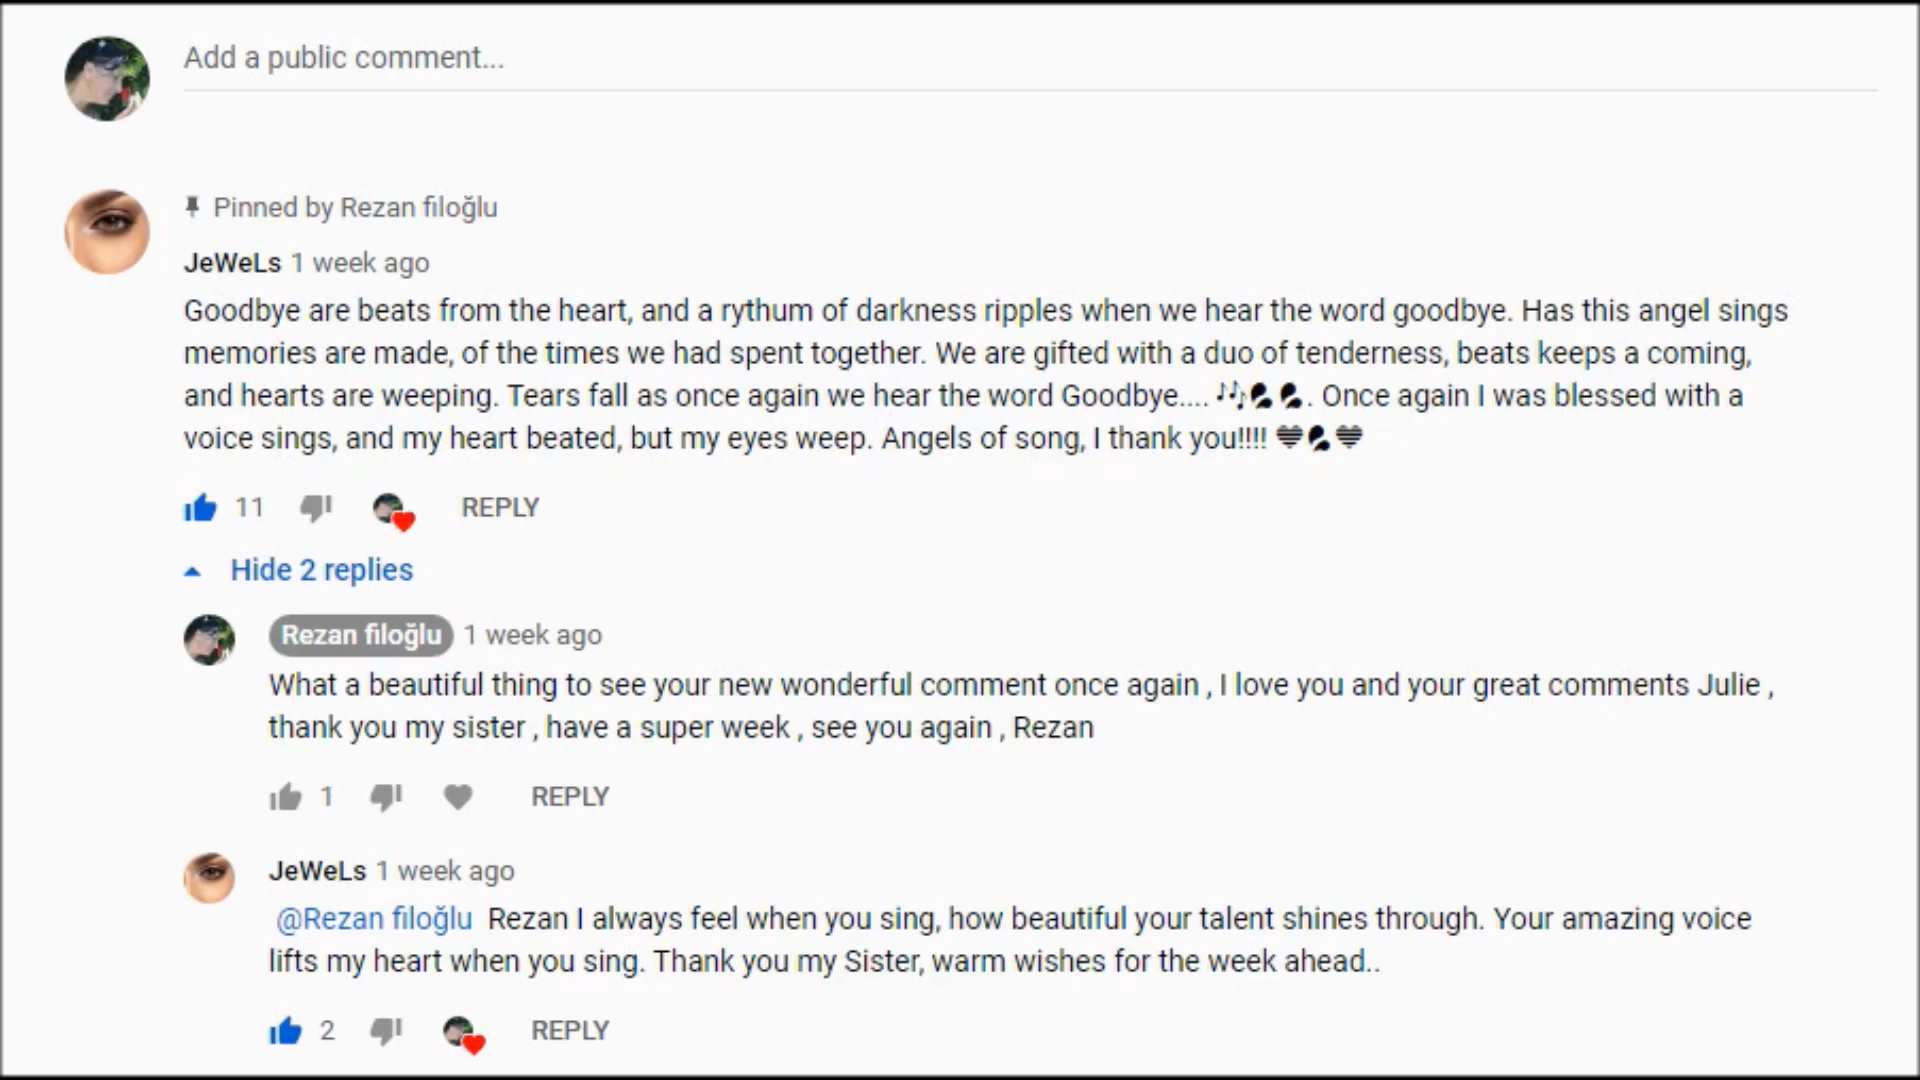 Add a public comment...
Pinned by Rezan filoğlu
JeWeLs 1 week ago
Goodbye are beats from the heart, and a rythum of darkness ripples when we hear the word goodbye. Has this angel sings
memories are made, of the times we had spent together. We are gifted with a duo of tenderness, beats keeps a coming,
and hearts are weeping. Tears fall as once again we hear the word Goodbye.... 🎶. Once again I was blessed with a
voice sings, and my heart beated, but my eyes weep. Angels of song, I thank you!!!!
11 REPLY
Hide 2 replies
Rezan filoğlu 1 week ago
What a beautiful thing to see your new wonderful comment once again , I love you and your great comments Julie ,
thank you my sister , have a super week , see you again , Rezan
1 REPLY
JeWeLs 1 week ago
@Rezan filoğlu Rezan I always feel when you sing, how beautiful your talent shines through. Your amazing voice
lifts my heart when you sing. Thank you my Sister, warm wishes for the week ahead..
2 REPLY